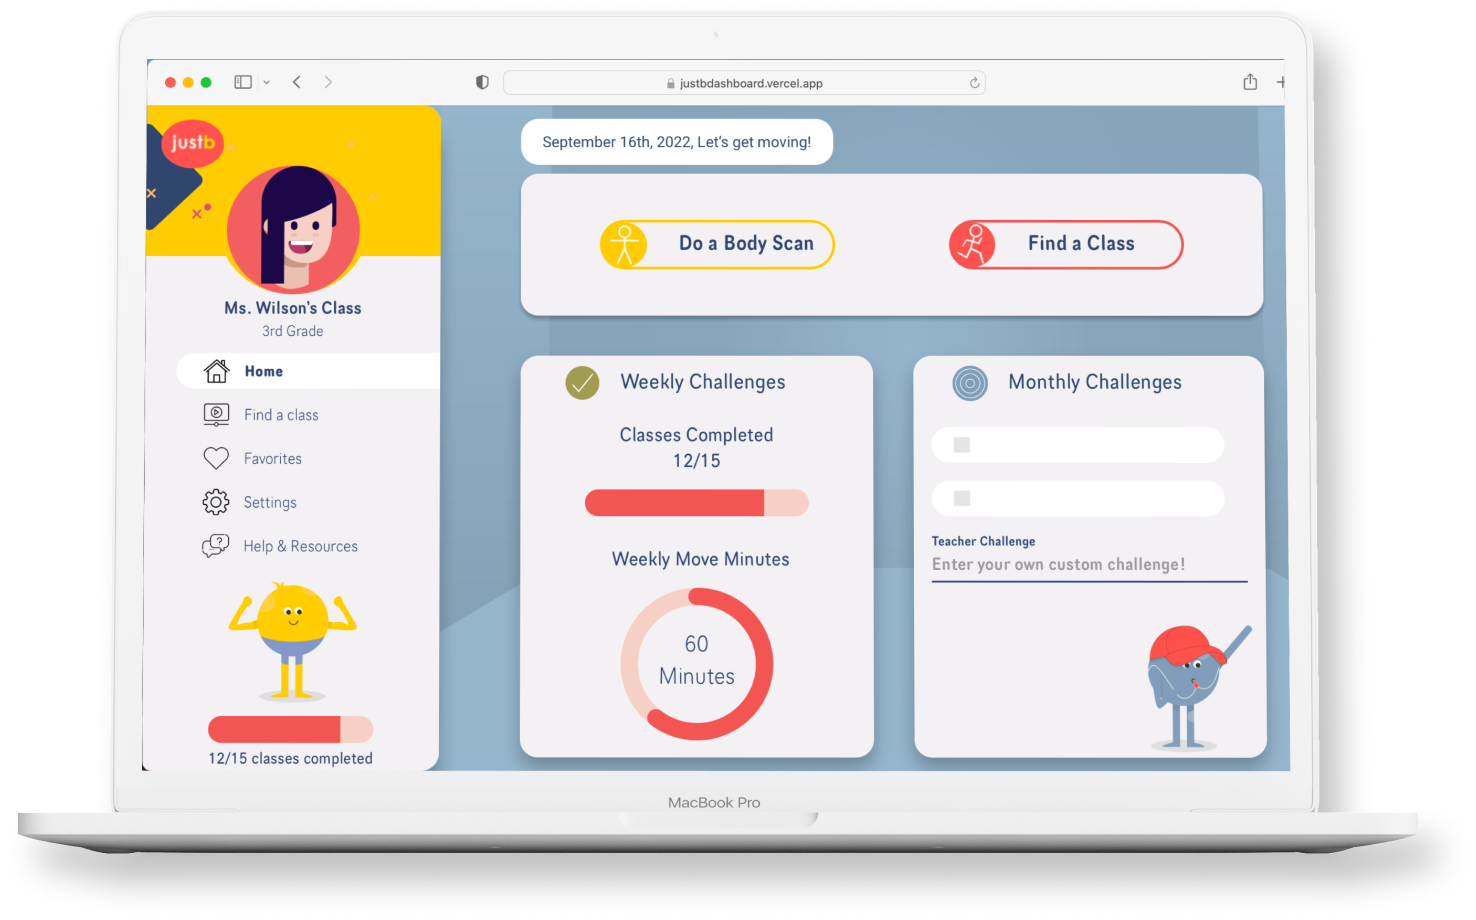 justbdashboard.vercel.app
justb
September 16th, 2022, Let's get moving!
Do a Body Scan
Find a Class
Ms. Wilson's Class
3rd Grade
Home
Find a class
Favorites
Settings
Help & Resources
12/15 classes completed
Weekly Challenges
Classes Completed
12/15
Weekly Move Minutes
60
Minutes
Monthly Challenges
Teacher Challenge
Enter your own custom challenge!
MacBook Pro